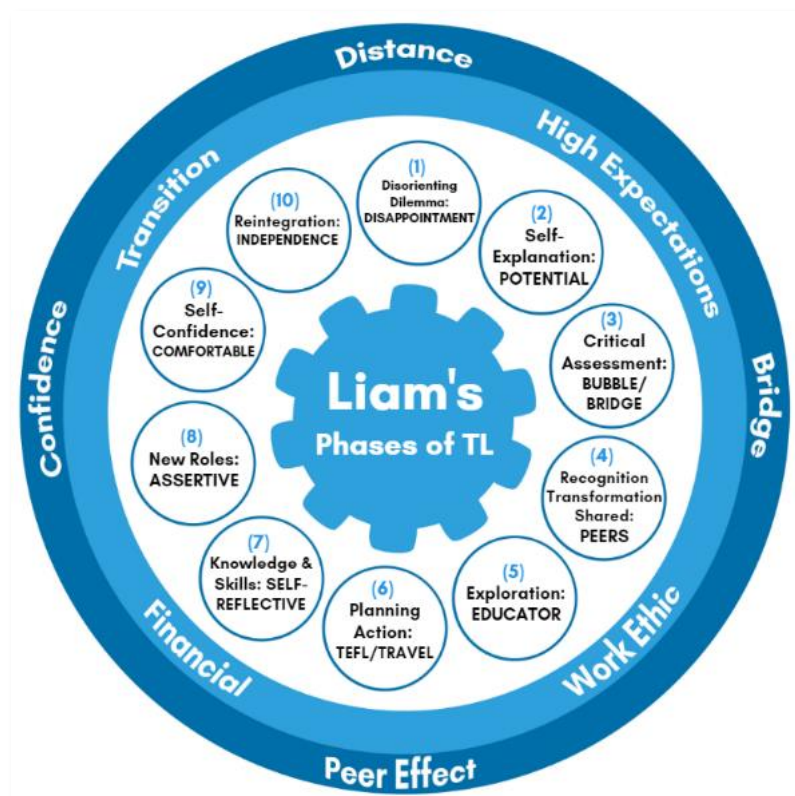 Distance
High Expectations
Transition
(1)
Disorienting
Dilemma:
DISAPPOINTMENT
(10)
Reintegration:
INDEPENDENCE
(2)
Self-
Explanation:
POTENTIAL
(9)
Self-
Confidence:
COMFORTABLE
(3)
Critical
Assessment:
BUBBLE/
BRIDGE
Confidence
Bridge
Liam's
Phases of TL
(8)
New Roles:
ASSERTIVE
(4)
Recognition
Transformation
Shared:
PEERS
(7)
Knowledge &
Skills: SELF-
REFLECTIVE
(5)
Exploration:
EDUCATOR
(6)
Planning
Action:
TEFL/TRAVEL
Financial
Work Ethic
Peer Effect